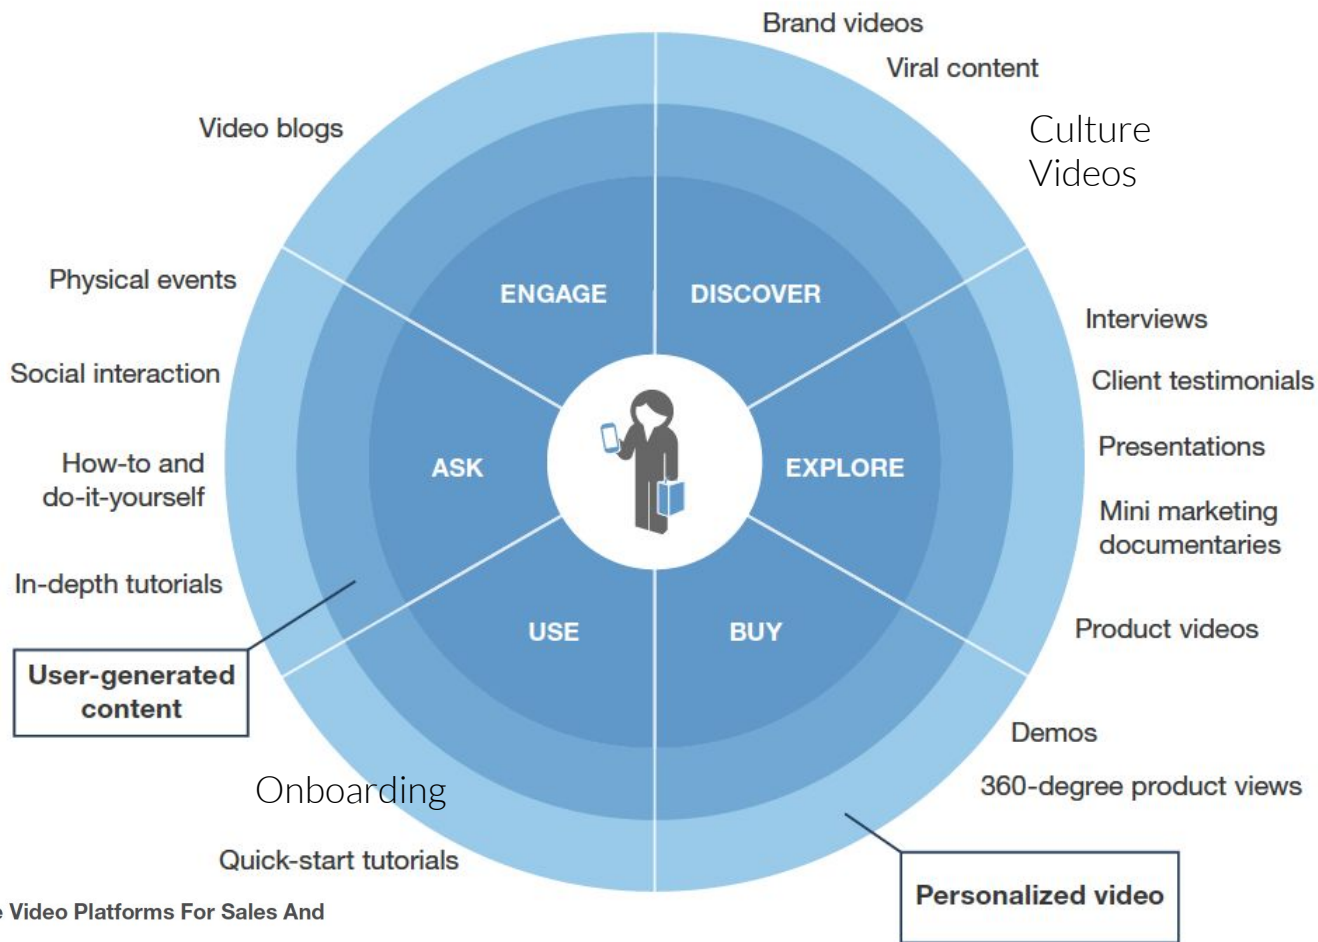 Brand videos
Viral content
Culture
Videos
Video blogs
Physical events
ENGAGE
DISCOVER
Interviews
Social interaction
Client testimonials
How-to and
do-it-yourself
ASK
EXPLORE
Presentations
Mini marketing
documentaries
In-depth tutorials
USE
BUY
Product videos
User-generated
content
Demos
360-degree product views
Onboarding
Quick-start tutorials
Personalized video
Video Platforms For Sales And